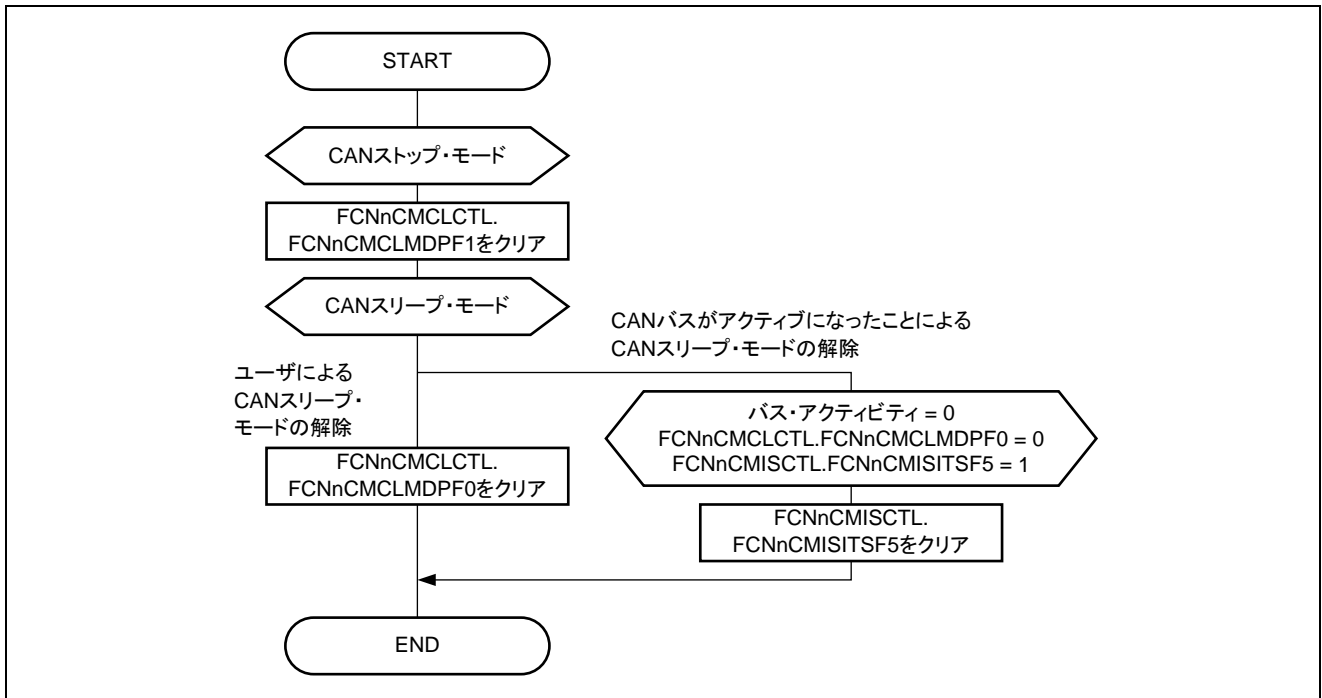 START
CANストップ・モード
FCNnCMCLCTL.
FCNnCMCLMDPF1をクリア
CANスリープ・モード
CANバスがアクティブになったことによる
CANスリープ・モードの解除
ユーザによる
CANスリープ・
モードの解除
バス・アクティビティ = 0
FCNnCMCLCTL.FCNnCMCLMDPF0 = 0
FCNnCMISCTL.FCNnCMISITSF5 = 1
FCNnCMCLCTL.
FCNnCMCLMDPF0をクリア
FCNnCMISCTL.
FCNnCMISITSF5をクリア
END